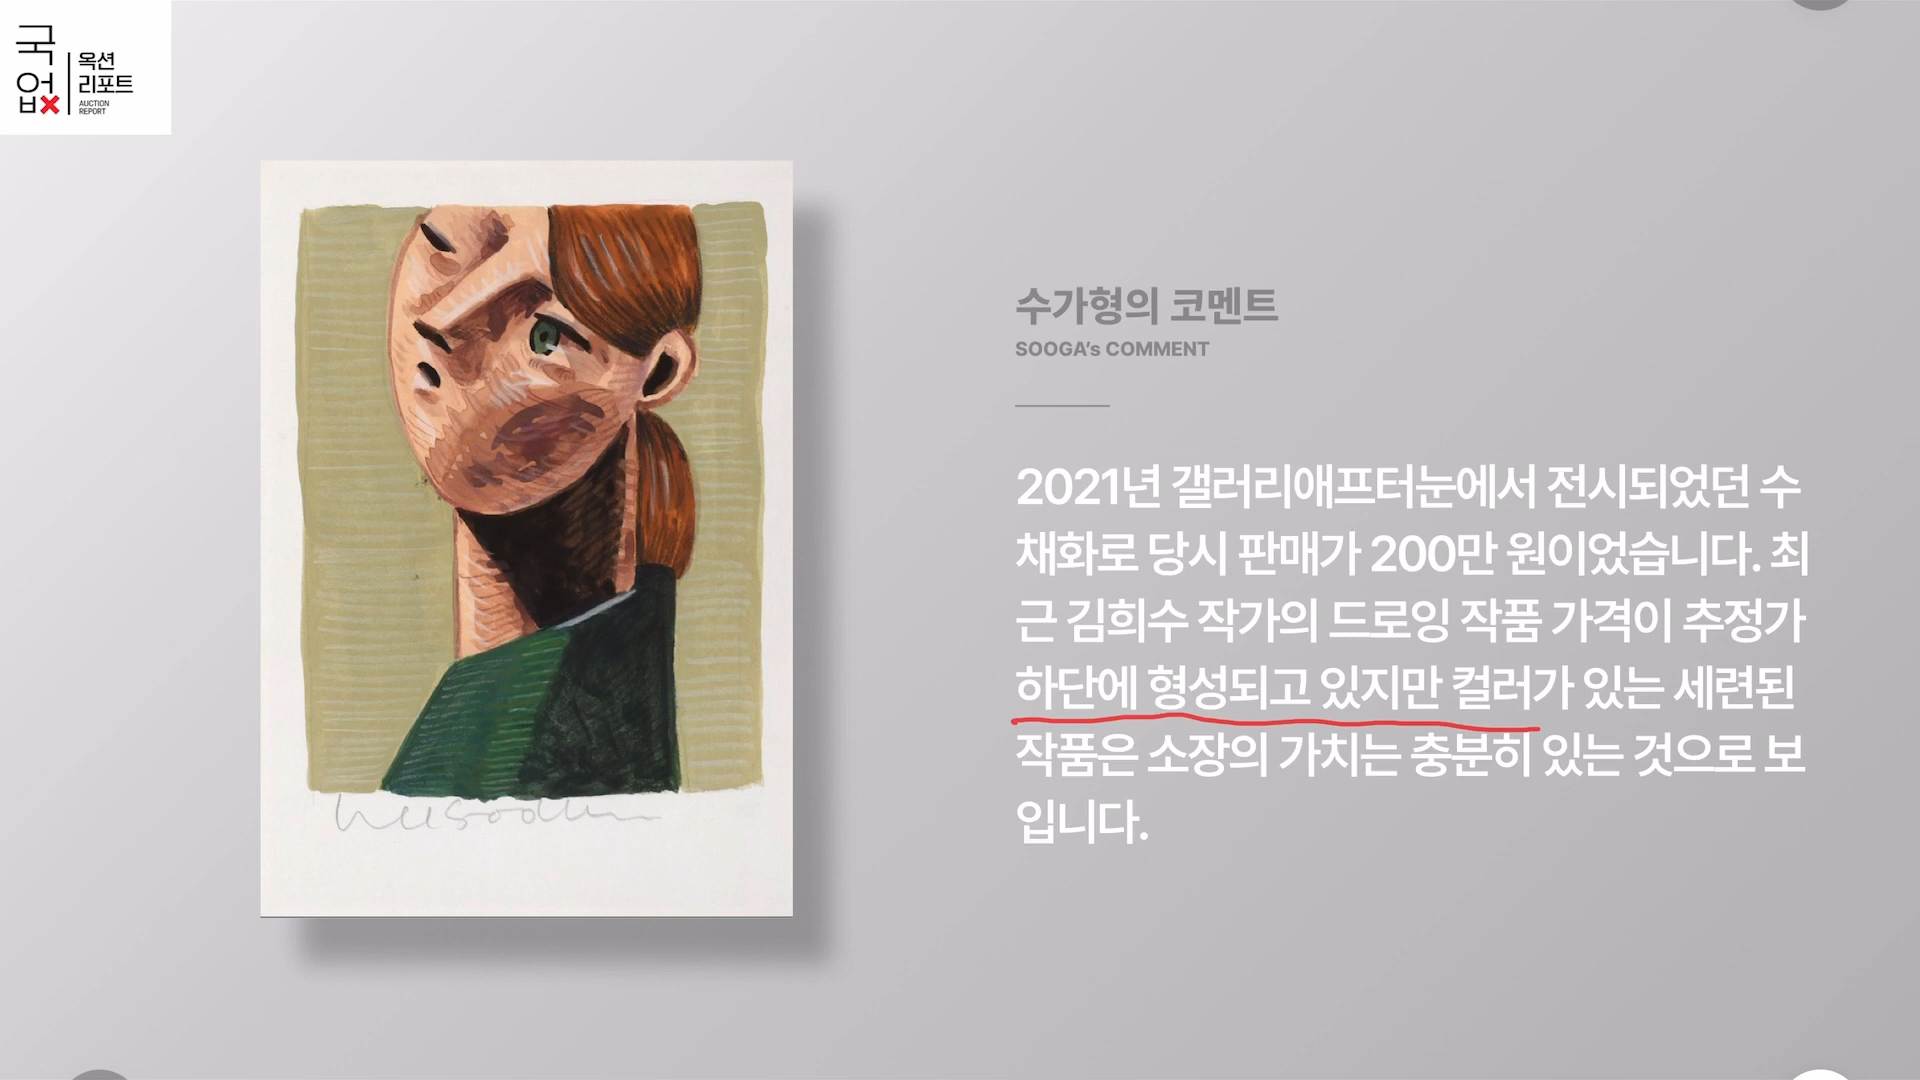 국
없
옥션
리포트
AUCTION
REPORT
수가형의 코멘트
SOOGA's COMMENT
2021년 갤러리애프터눈에서 전시되었던 수
채화로 당시 판매가 200만 원이었습니다. 최
근 김희수 작가의 드로잉 작품 가격이 추정가
하단에 형성되고 있지만 컬러가 있는 세련된
작품은 소장의 가치는 충분히 있는 것으로 보
입니다.